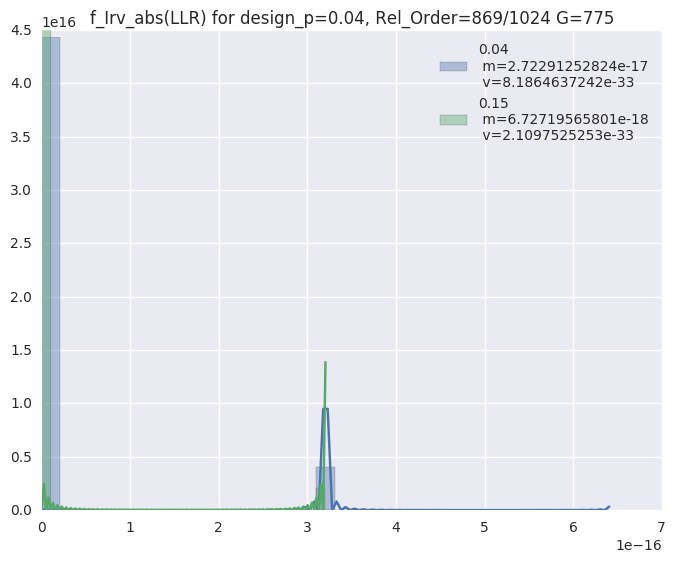 f_Irv_abs(LLR) for design_p=0.04, Rel_Order=869/1024 G=775
1e16
4.5
4.0
3.5
3.0
2.5
2.0
1.5
1.0
0.5
0.0
0.04
m=2.72291252824e-17
v=8.1864637242e-33
0.15
m=6.72719565801e-18
v=2.1097525253e-33
0 1 2 3 4 5 6 7
1e−16